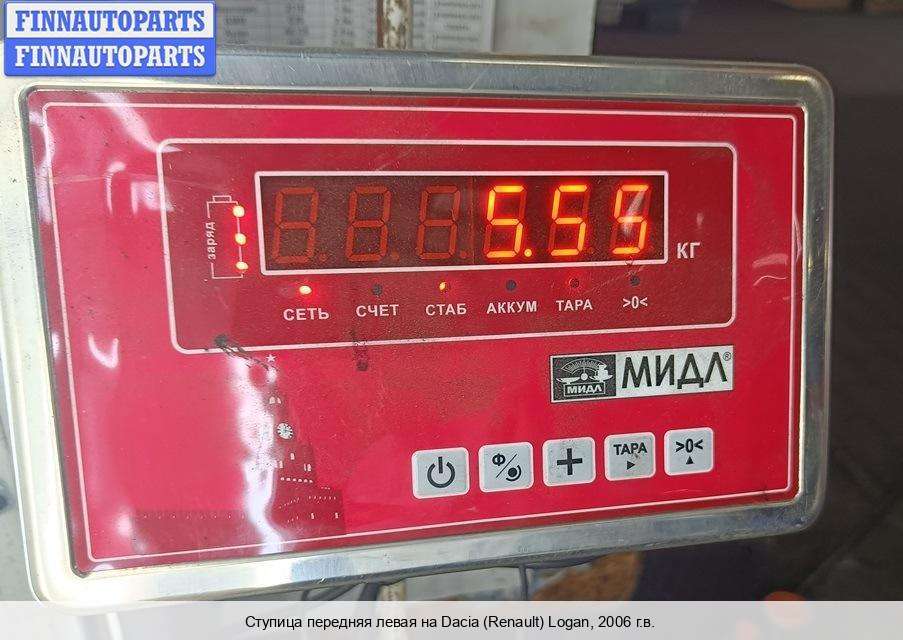 FINNAUTOPARTS
FINNAUTOPARTS
заряд
5.55
КГ
СЕТЬ СЧЕТ СТАБ АККУМ ТАРА >0<
МИДЛ МИДЛ®
Ф ТАРА >0<
Ступица передняя левая на Dacia (Renault) Logan, 2006 г.в.